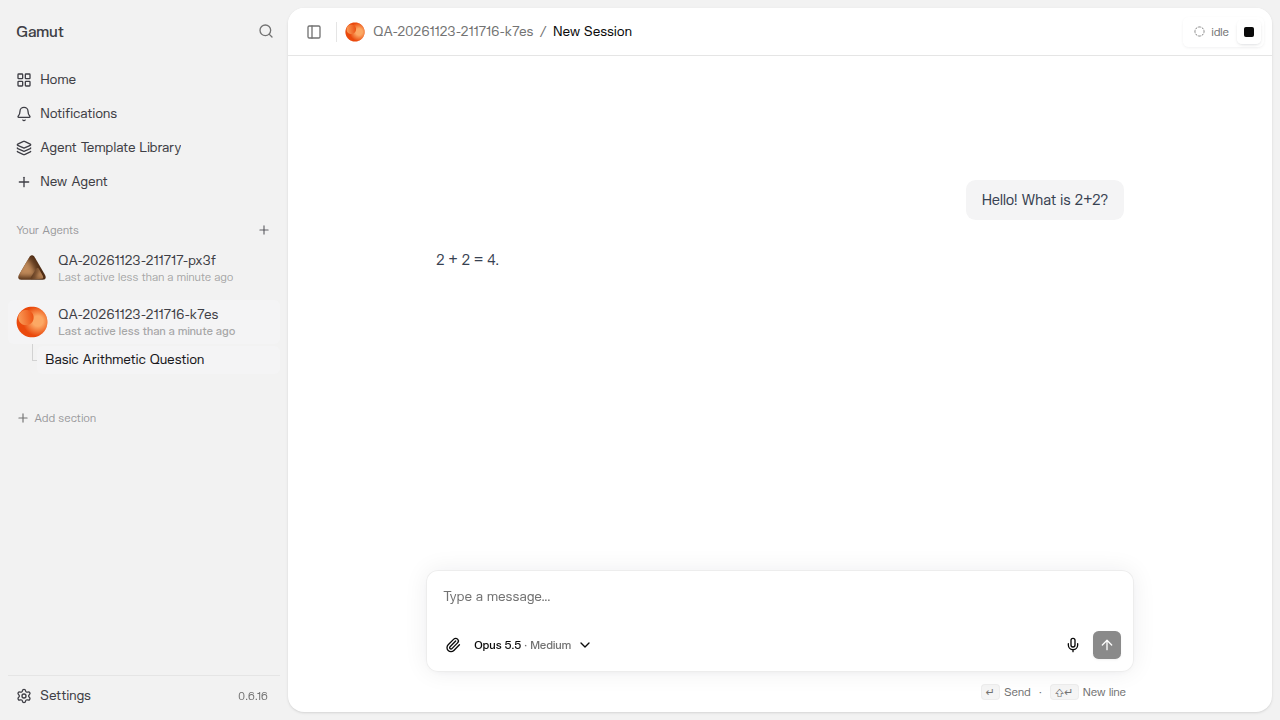 Gamut
Home
Notifications
Agent Template Library
New Agent
Your Agents
QA-20261123-211717-px3f
Last active less than a minute ago
QA-20261123-211716-k7es
Last active less than a minute ago
Basic Arithmetic Question
Add section
Settings
0.6.16
QA-20261123-211716-k7es / New Session
idle
Hello! What is 2+2?
2 + 2 = 4.
Type a message...
Opus 5.5 · Medium
Send · New line